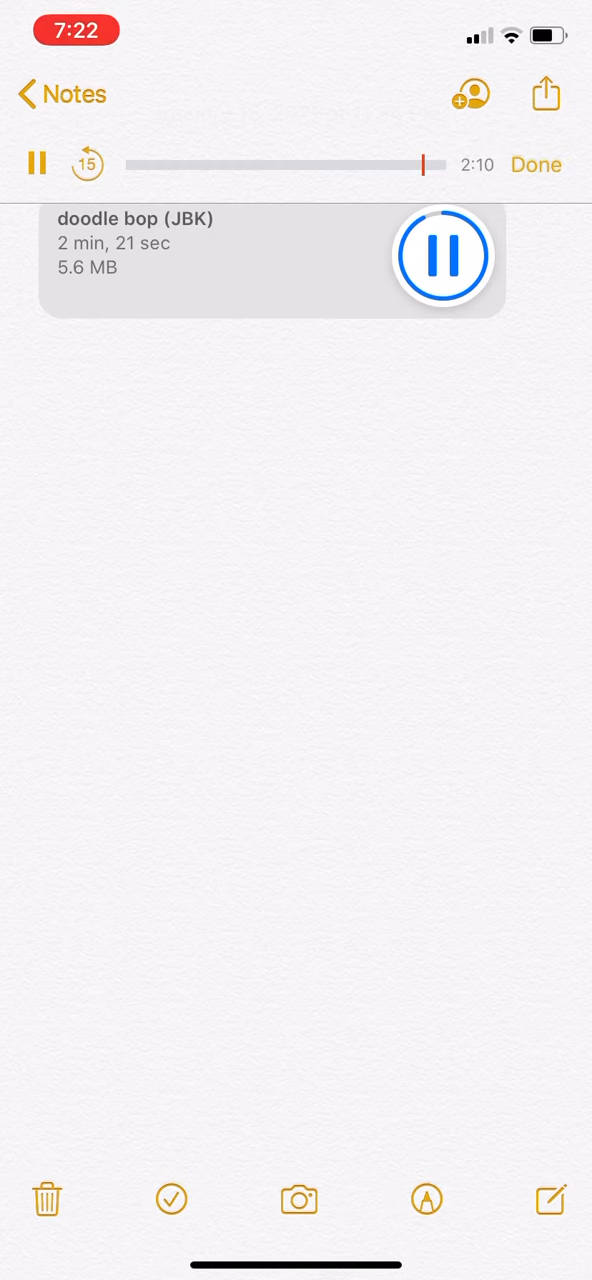 7:22
Notes
15
2:10
Done
doodle bop (JBK)
2 min, 21 sec
5.6 MB